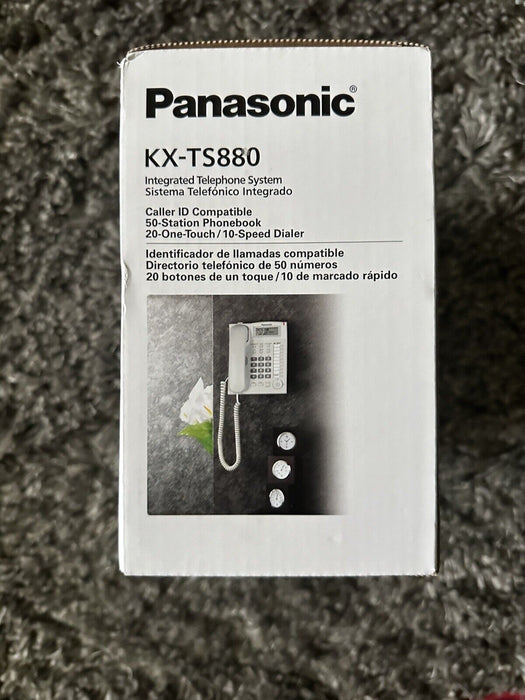 Panasonic®
KX-TS880
Integrated Telephone System
Sistema Telefónico Integrado
Caller ID Compatible
50-Station Phonebook
20-One-Touch/10-Speed Dialer
Identificador de llamadas compatible
Directorio telefónico de 50 números
20 botones de un toque/10 de marcado rápido
Panasonic